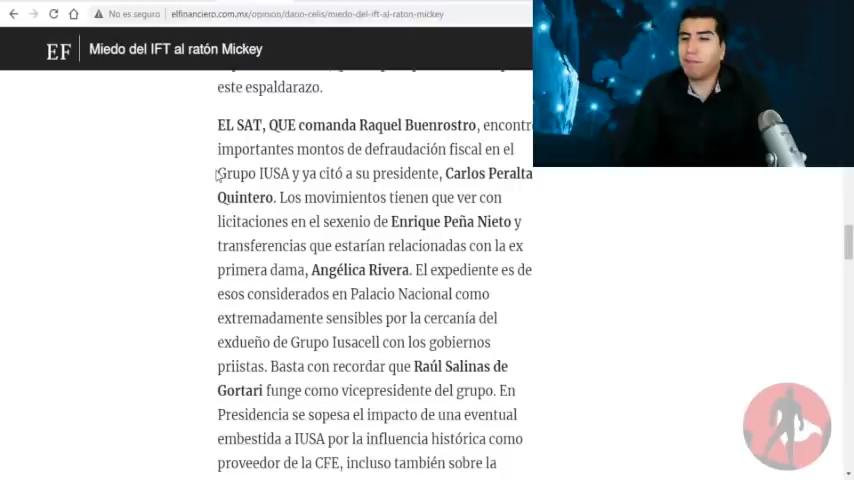 No es seguro | elfinanciero.com.mx/opinion/dario-celis/miedo-del-ift-al-raton-mickey
EF Miedo del IFT al ratón Mickey
este espaldarazo.
EL SAT, QUE comanda Raquel Buenrostro, encontró
importantes montos de defraudación fiscal en el
Grupo IUSA y ya citó a su presidente, Carlos Peralta
Quintero. Los movimientos tienen que ver con
licitaciones en el sexenio de Enrique Peña Nieto y
transferencias que estarían relacionadas con la ex
primera dama, Angélica Rivera. El expediente es de
esos considerados en Palacio Nacional como
extremadamente sensibles por la cercanía del
exdueño de Grupo Iusacell con los gobiernos
priistas. Basta con recordar que Raúl Salinas de
Gortari funge como vicepresidente del grupo. En
Presidencia se sopesa el impacto de una eventual
embestida a IUSA por la influencia histórica como
proveedor de la CFE, incluso también sobre la